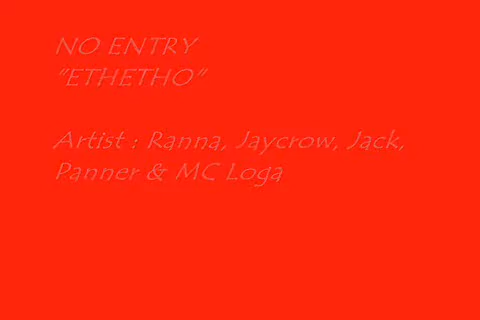 NO ENTRY
"ETHETHO"
Artist : Ranna, Jaycrow, Jack,
Panner & MC Loga